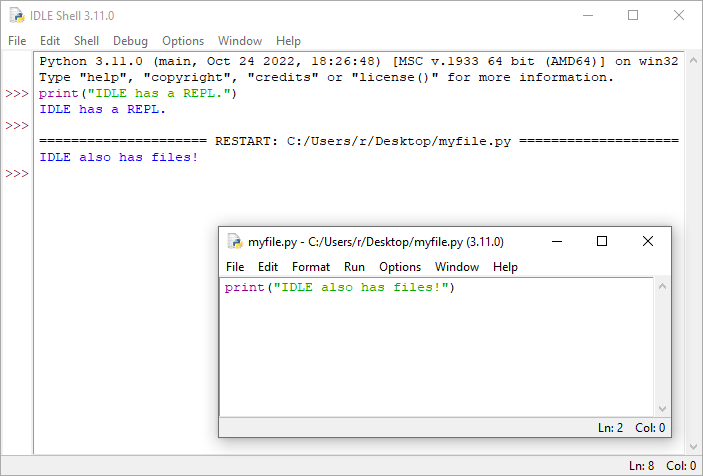 IDLE Shell 3.11.0
File Edit Shell Debug Options Window Help
Python 3.11.0 (main, Oct 24 2022, 18:26:48) [MSC v.1933 64 bit (AMD64)] on win32
Type "help", "copyright", "credits" or "license()" for more information.
>>> print("IDLE has a REPL.")
IDLE has a REPL.
>>>
===================== RESTART: C:/Users/r/Desktop/myfile.py ====================
IDLE also has files!
>>>
myfile.py - C:/Users/r/Desktop/myfile.py (3.11.0)
File Edit Format Run Options Window Help
print("IDLE also has files!")
Ln: 2 Col: 0
Ln: 8 Col: 0